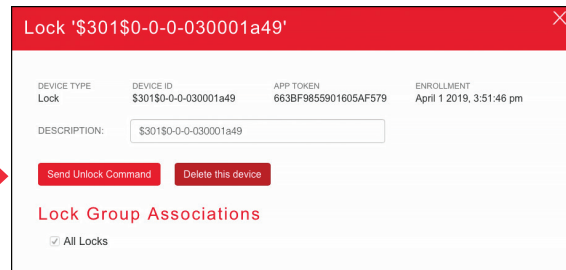 Lock '$301$0-0-0-030001a49'
DEVICE TYPE DEVICE ID APP TOKEN ENROLLMENT
Lock $301$0-0-0-030001a49 663BF9855901605AF579 April 1 2019, 3:51:46 pm
DESCRIPTION: $301$0-0-0-030001a49
Send Unlock Command Delete this device
Lock Group Associations
All Locks